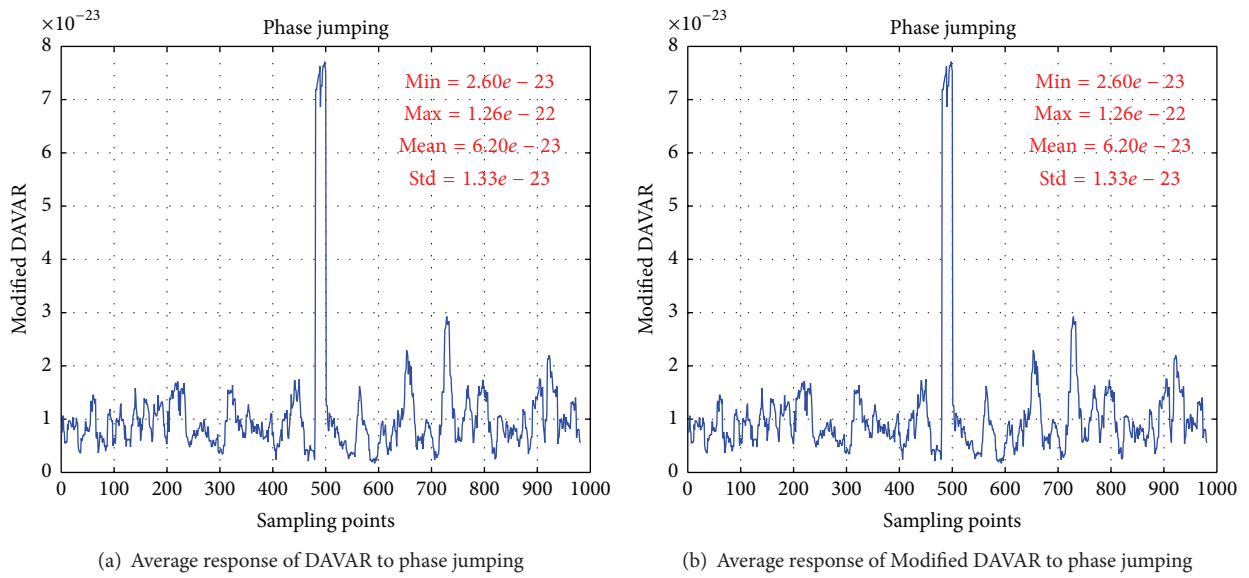 ×10−23
Phase jumping
8
7
6
5
4
3
2
1
0
Modified DAVAR
Min = 2.60e − 23
Max = 1.26e − 22
Mean = 6.20e − 23
Std = 1.33e − 23
0 100 200 300 400 500 600 700 800 900 1000
Sampling points
(a) Average response of DAVAR to phase jumping
×10−23
Phase jumping
8
7
6
5
4
3
2
1
0
Modified DAVAR
Min = 2.60e − 23
Max = 1.26e − 22
Mean = 6.20e − 23
Std = 1.33e − 23
0 100 200 300 400 500 600 700 800 900 1000
Sampling points
(b) Average response of Modified DAVAR to phase jumping